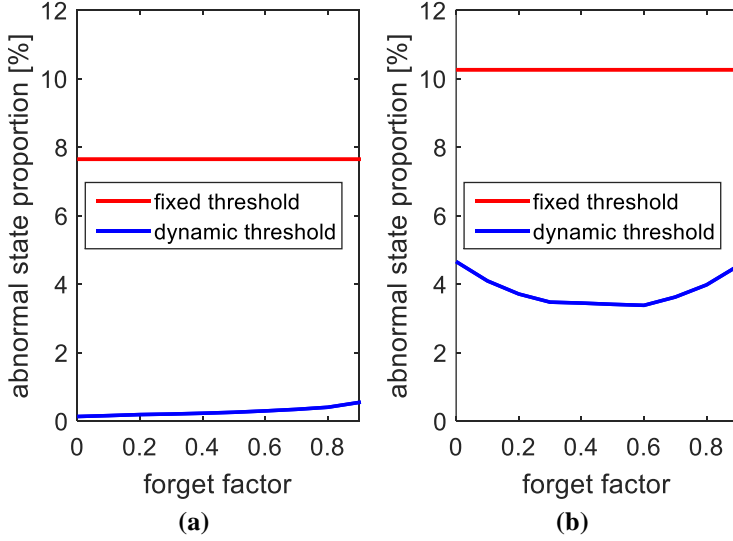 12
10
8
6
4
2
0
abnormal state proportion [%]
fixed threshold
dynamic threshold
0 0.2 0.4 0.6 0.8
forget factor
(a)
12
10
8
6
4
2
0
abnormal state proportion [%]
fixed threshold
dynamic threshold
0 0.2 0.4 0.6 0.8
forget factor
(b)